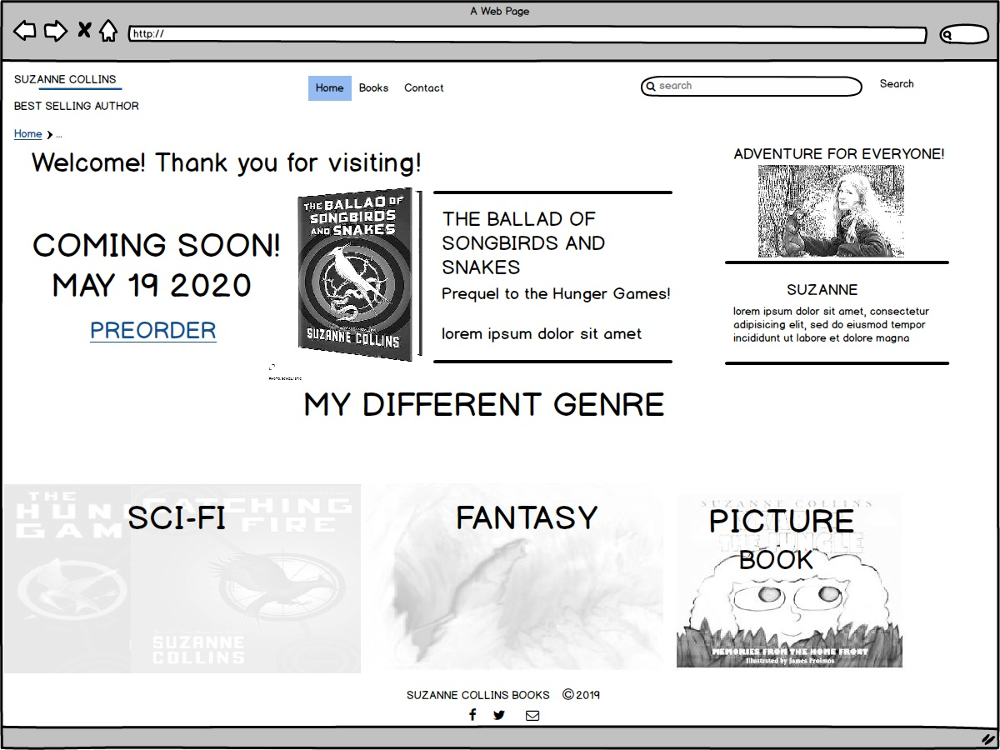 A Web Page
http://
SUZANNE COLLINS
BEST SELLING AUTHOR
Home Books Contact
search
Search
Home ...
Welcome! Thank you for visiting!
COMING SOON!
MAY 19 2020
PREORDER
THE BALLAD OF
SONGBIRDS
AND SNAKES
SUZANNE COLLINS
PHOTO: SCHOLASTIC
THE BALLAD OF
SONGBIRDS AND
SNAKES
Prequel to the Hunger Games!
lorem ipsum dolor sit amet
ADVENTURE FOR EVERYONE!
SUZANNE
lorem ipsum dolor sit amet, consectetur
adipisicing elit, sed do eiusmod tempor
incididunt ut labore et dolore magna
MY DIFFERENT GENRE
THE
HUN
GAM
CATCHING
FIRE
SUZANNE
COLLINS
SCI-FI
FANTASY
SUZANNE COLLINS
THE JUNGLE
PICTURE
BOOK
MEMORIES FROM THE HOME FRONT
Illustrated by James Proimos
SUZANNE COLLINS BOOKS ©2019